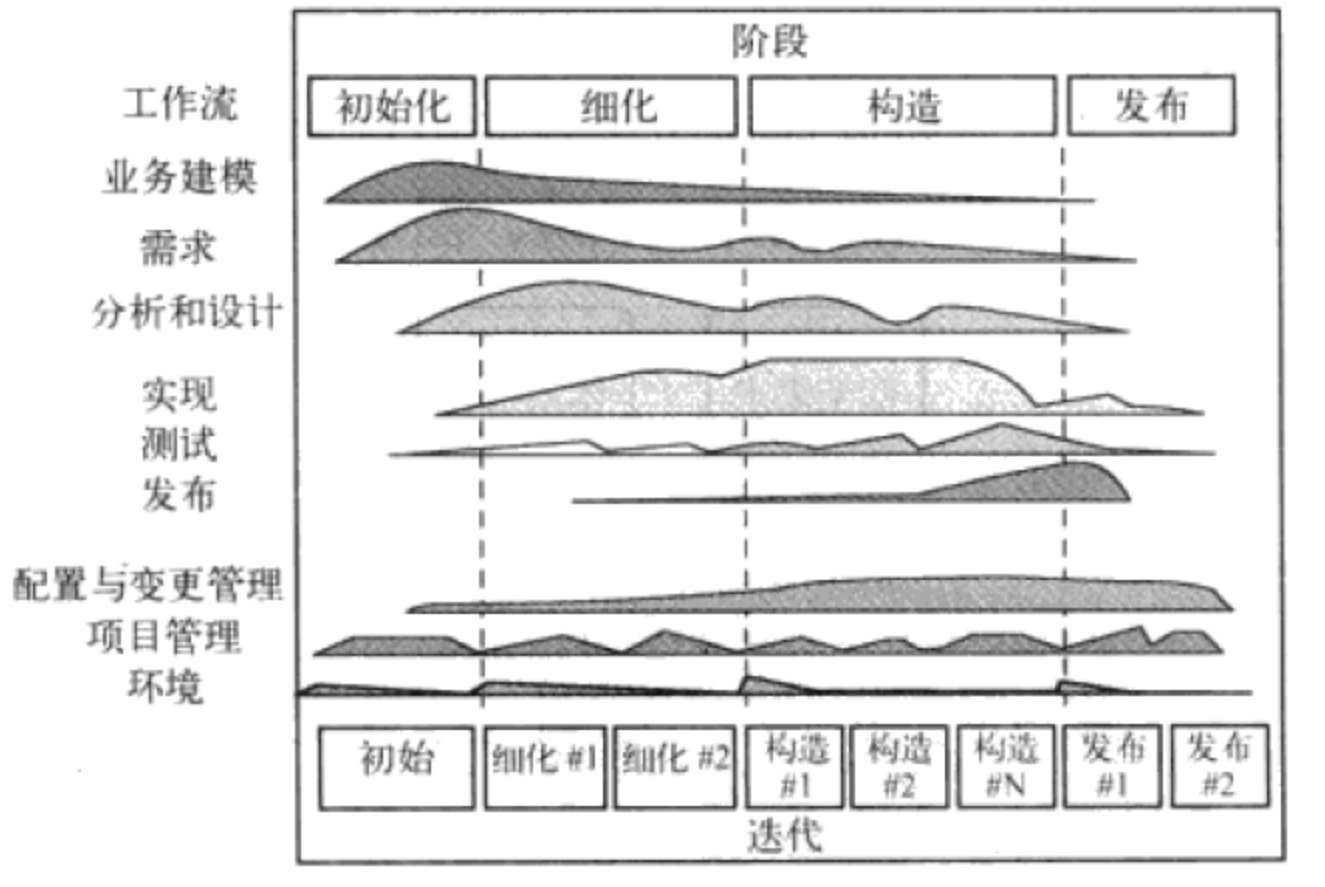 阶段
工作流
初始化
细化
构造
发布
业务建模
需求
分析和设计
实现
测试
发布
配置与变更管理
项目管理
环境
初始
细化 #1
细化 #2
构造
#1
构造
#2
构造
#N
发布
#1
发布
#2
迭代